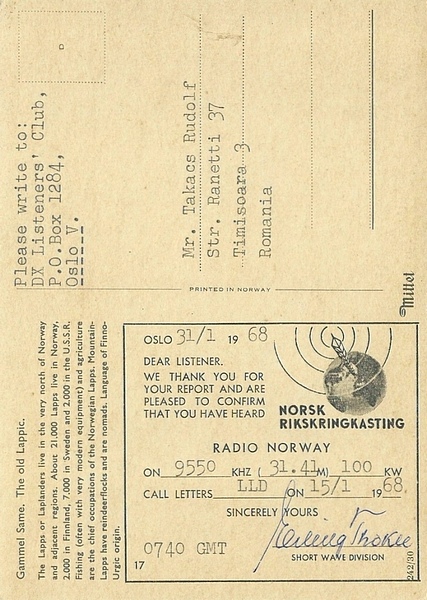 Please write to:
DX Listeners' Club,
P.O.Box 1284,
Oslo V.
Mr. Takacs Rudolf
Str. Ranetti 37
Timisoara 3
Romania
PRINTED IN NORWAY
Mittet
Gammel Same. The old Lappic.
The Lapps or Laplanders live in the very north of Norway
and adjacent regions. About 21.000 Lapps live in Norway,
2.000 in Finnland, 7.000 in Sweden and 2.000 in the U.S.S.R.
Fishing (often with very modern equipment) and agriculture
are the chief occupations of the Norwegian Lapps. Mountain-
Lapps have reindeerflocks and are nomads. Language of Finno-
Urgic origin.
OSLO 31/1 1968
DEAR LISTENER.
WE THANK YOU FOR
YOUR REPORT AND ARE
PLEASED TO CONFIRM
THAT YOU HAVE HEARD
NORSK
RIKSKRINGKASTING
RADIO NORWAY
ON 9550 KHZ (31.41M) 100 KW
CALL LETTERS LLD ON 15/1 1968.
SINCERELY YOURS
0740 GMT
SHORT WAVE DIVISION
17
242/30